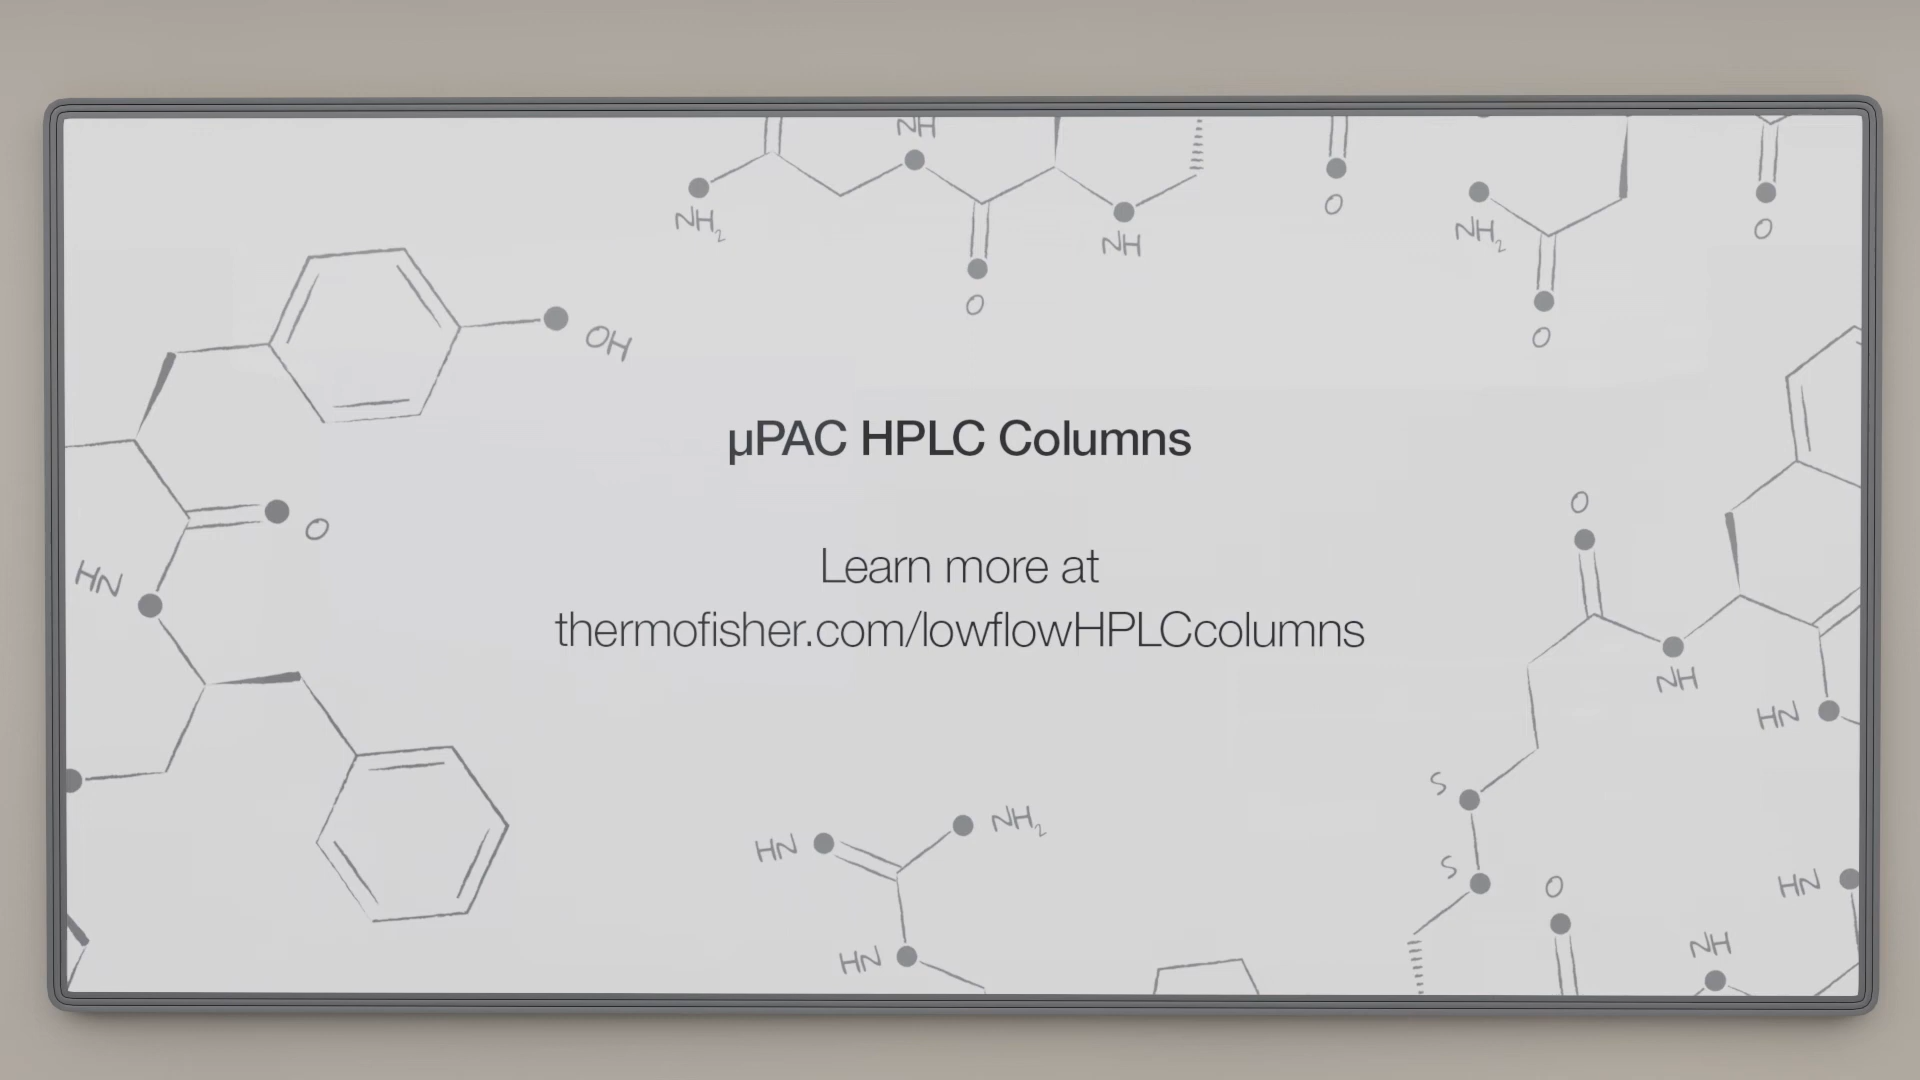 NH
NH₂
O
NH
O
NH₂
O
O
OH
µPAC HPLC Columns
O
O
HN
Learn more at
thermofisher.com/lowflowHPLCcolumns
NH
HN
S
HN
NH₂
S
O
HN
HN
NH